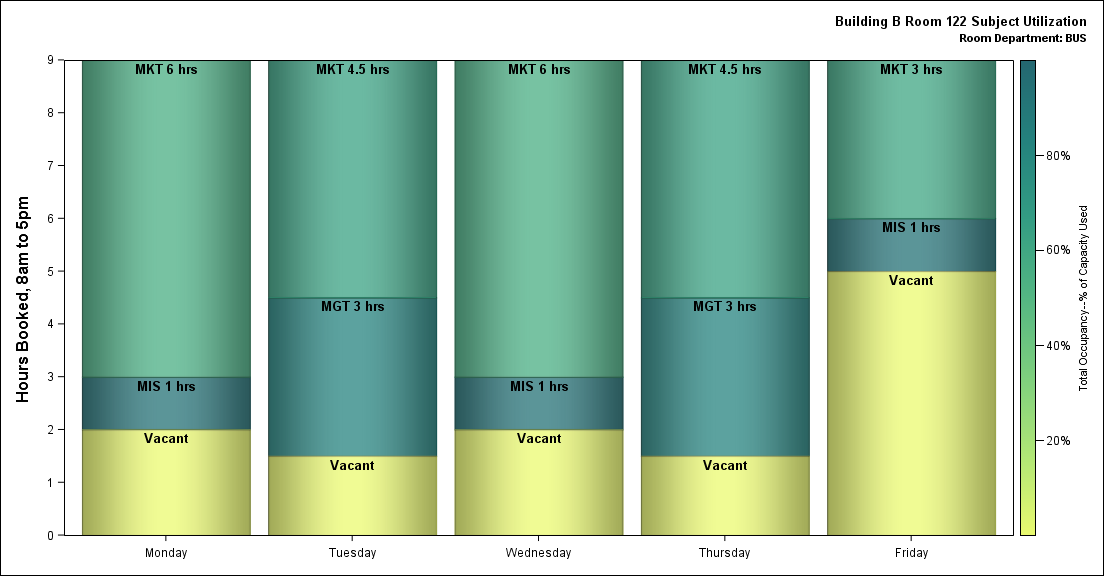 Building B Room 122 Subject Utilization
Room Department: BUS
Hours Booked, 8am to 5pm
9
8
7
6
5
4
3
2
1
0
MKT 6 hrs
MIS 1 hrs
Vacant
MKT 4.5 hrs
MGT 3 hrs
Vacant
MKT 6 hrs
MIS 1 hrs
Vacant
MKT 4.5 hrs
MGT 3 hrs
Vacant
MKT 3 hrs
MIS 1 hrs
Vacant
Monday
Tuesday
Wednesday
Thursday
Friday
80%
60%
40%
20%
Total Occupancy--% of Capacity Used